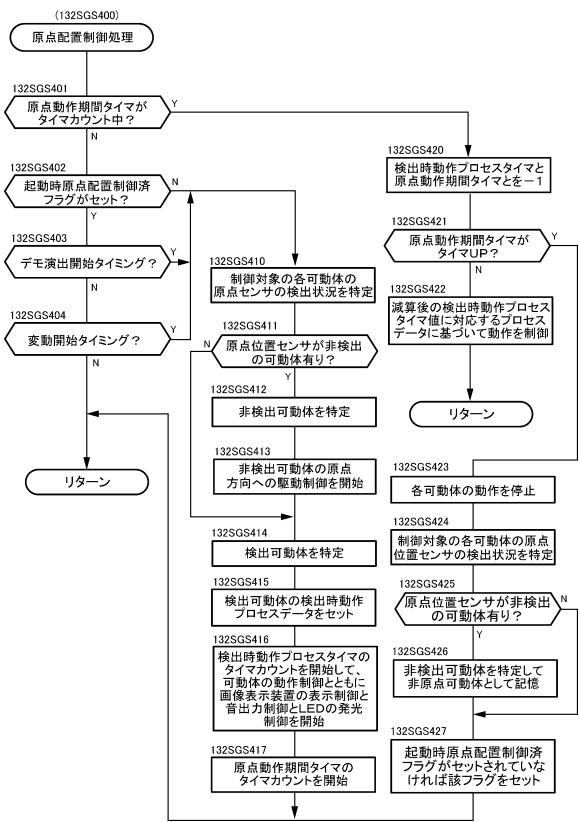 (132SGS400)
原点配置制御処理
132SGS401
原点動作期間タイマが
タイマカウント中？
Y
N
132SGS402
起動時原点配置制御済
フラグがセット？
N
Y
132SGS403
デモ演出開始タイミング？
Y
N
132SGS404
変動開始タイミング？
Y
N
リターン
132SGS410
制御対象の各可動体の
原点センサの検出状況を特定
132SGS411
原点位置センサが非検出
の可動体有り？
N
Y
132SGS412
非検出可動体を特定
132SGS413
非検出可動体の原点
方向への駆動制御を開始
132SGS414
検出可動体を特定
132SGS415
検出可動体の検出時動作
プロセスデータをセット
132SGS416
検出時動作プロセスタイマの
タイマカウントを開始して、
可動体の動作制御とともに
画像表示装置の表示制御と
音出力制御とLEDの発光
制御を開始
132SGS417
原点動作期間タイマの
タイマカウントを開始
132SGS420
検出時動作プロセスタイマと
原点動作期間タイマとを－1
132SGS421
原点動作期間タイマが
タイマUP？
Y
N
132SGS422
減算後の検出時動作プロセス
タイマ値に対応するプロセス
データに基づいて動作を制御
リターン
132SGS423
各可動体の動作を停止
132SGS424
制御対象の各可動体の原点
位置センサの検出状況を特定
132SGS425
原点位置センサが非検出
の可動体有り？
N
Y
132SGS426
非検出可動体を特定して
非原点可動体として記憶
132SGS427
起動時原点配置制御済
フラグがセットされていな
ければ該フラグをセット